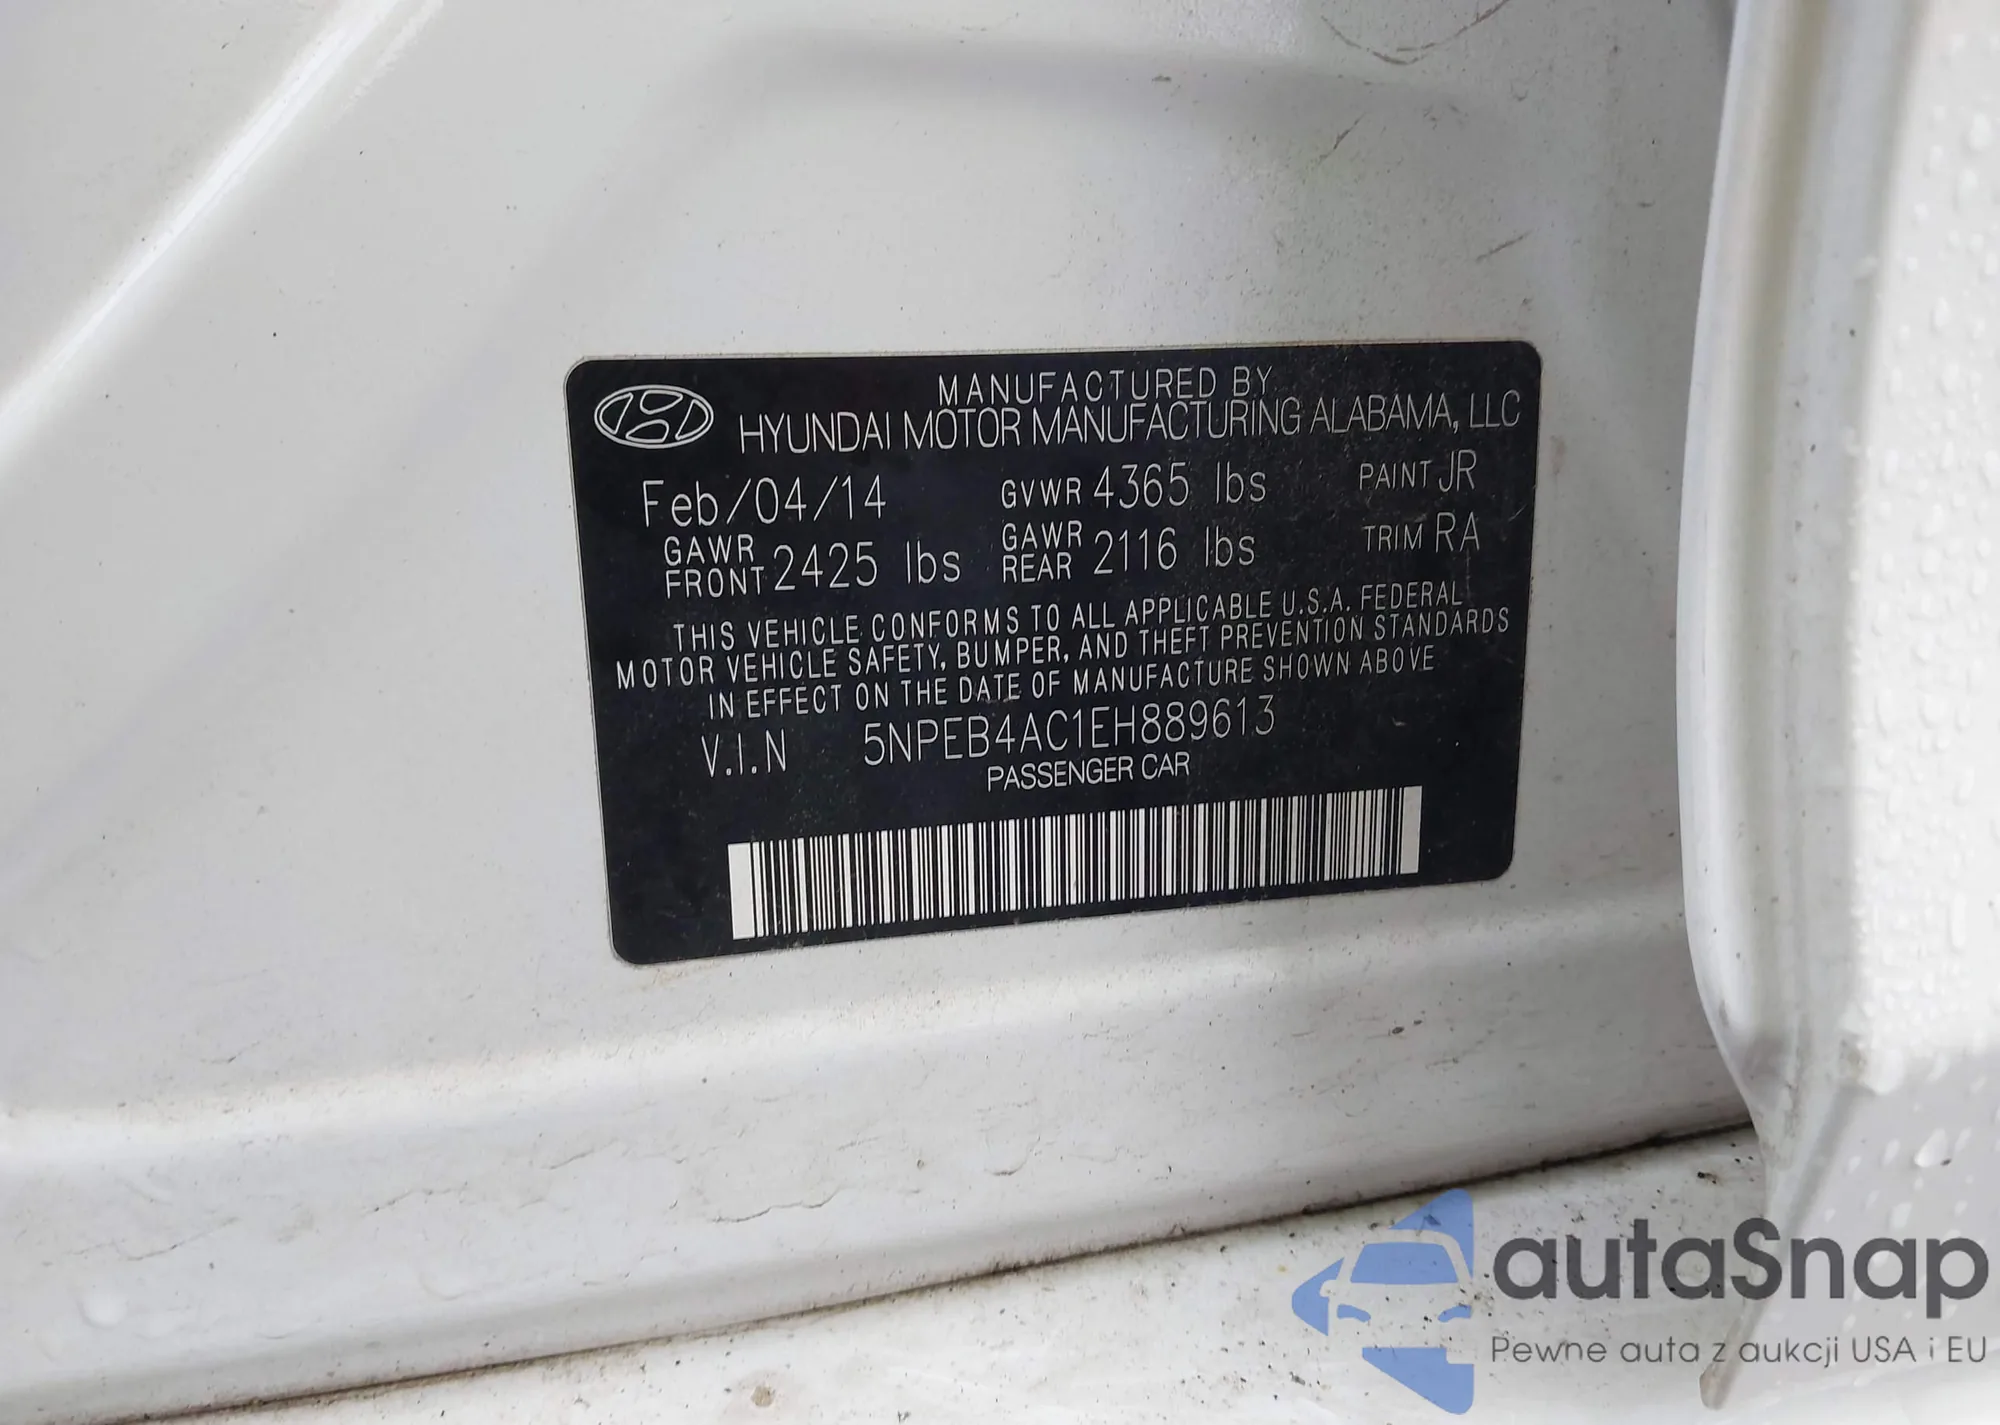 MANUFACTURED BY
HYUNDAI MOTOR MANUFACTURING ALABAMA, LLC
Feb/04/14 GVWR 4365 lbs PAINT JR
GAWR FRONT 2425 lbs GAWR REAR 2116 lbs TRIM RA
THIS VEHICLE CONFORMS TO ALL APPLICABLE U.S.A. FEDERAL
MOTOR VEHICLE SAFETY, BUMPER, AND THEFT PREVENTION STANDARDS
IN EFFECT ON THE DATE OF MANUFACTURE SHOWN ABOVE
V.I.N 5NPEB4AC1EH889613
PASSENGER CAR
autaSnap
Pewne auta z aukcji USA i EU